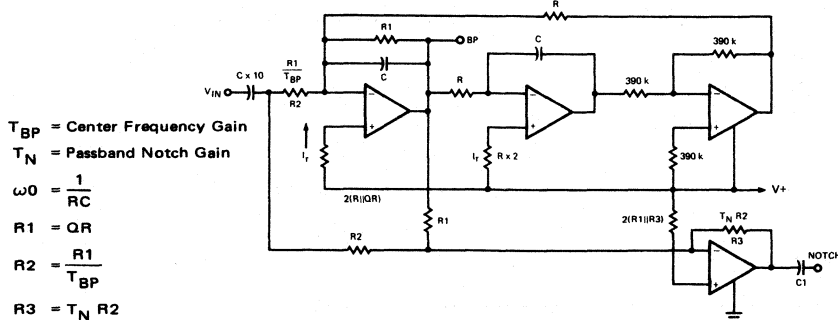 R
R1
BP
C
390 k
C
R1
T_BP
C x 10
V_IN
R2
R
390 k
−
+
−
+
−
+
T_BP = Center Frequency Gain
T_N = Passband Notch Gain
ω0 = 1
RC
R1 = QR
R2 = R1
T_BP
R3 = T_N R2
I_r
2(R||QR)
I_r
R x 2
390 k
V+
R1
2(R1||R3)
T_N R2
R3
R2
−
+
NOTCH
C1